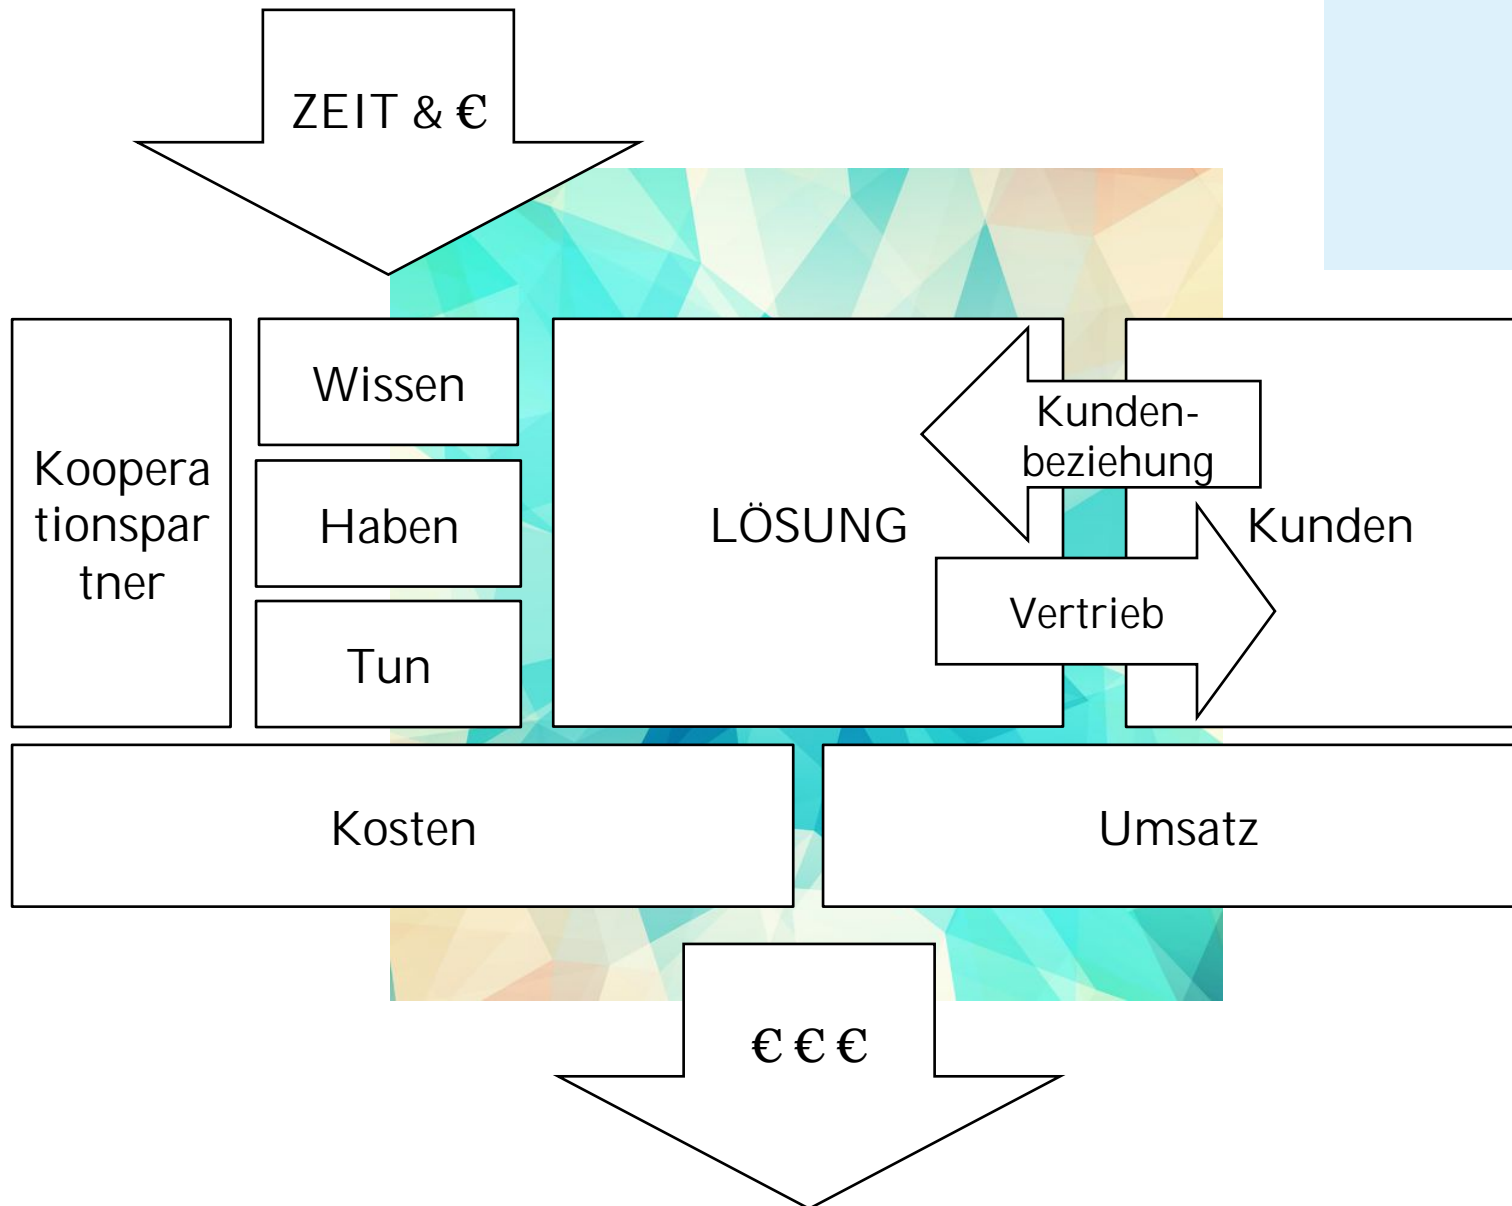 ZEIT & €
Koopera
tionspar
tner
Wissen
Haben
Tun
LÖSUNG
Kunden-
beziehung
Vertrieb
Kunden
Kosten
Umsatz
€ € €